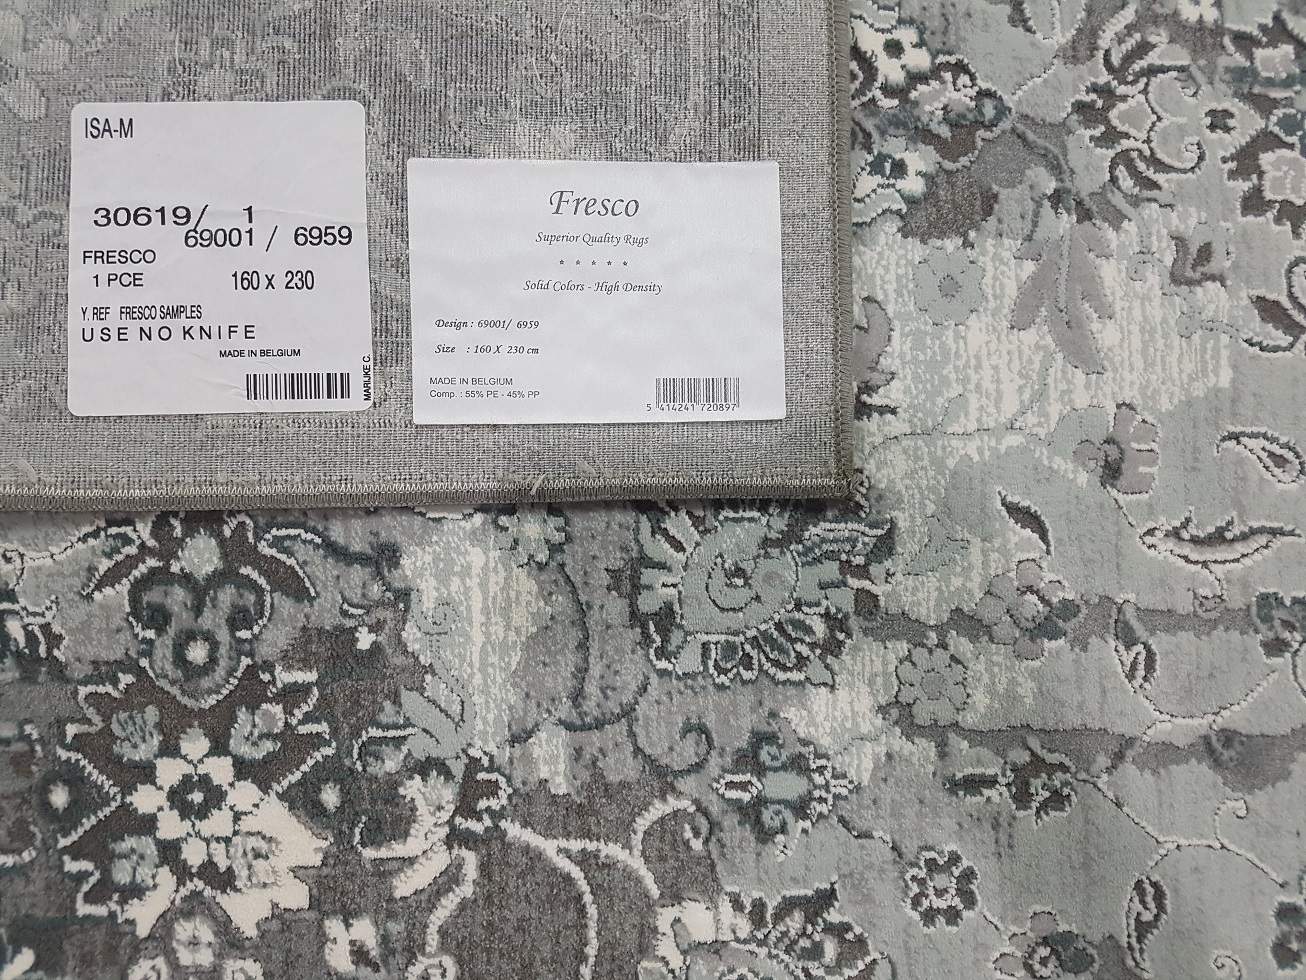 ISA-M
30619/ 1
69001 / 6959
FRESCO
1 PCE 160 x 230
Y. REF FRESCO SAMPLES
USE NO KNIFE
MADE IN BELGIUM
MARIJKE C.
Fresco
Superior Quality Rugs
* * * * *
Solid Colors - High Density
Design : 69001/ 6959
Size : 160 X 230 cm
MADE IN BELGIUM
Comp. : 55% PE - 45% PP
5 414241 720897